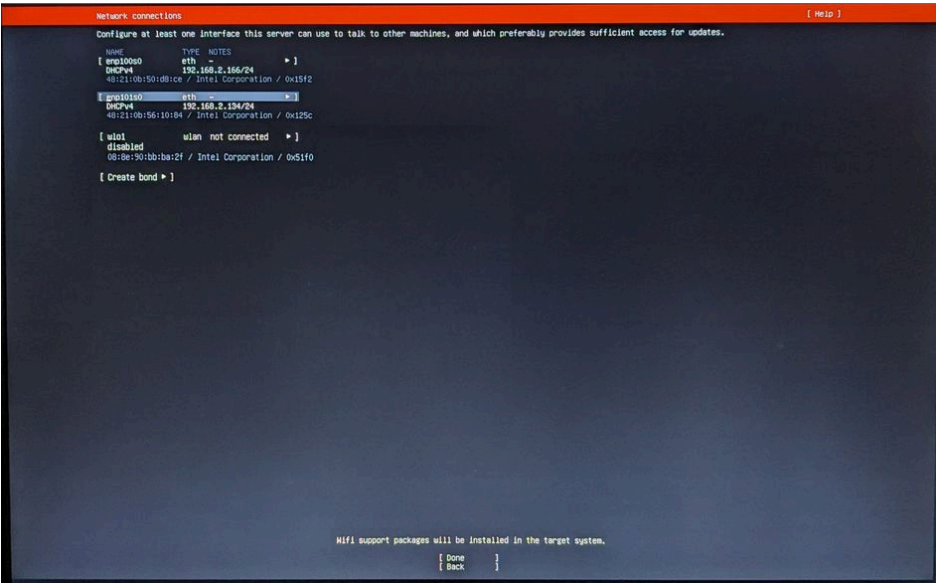 Network connections [ Help ]
Configure at least one interface this server can use to talk to other machines, and which preferably provides sufficient access for updates.
NAME TYPE NOTES
[ enp100s0 eth - ▸ ]
DHCPv4 192.168.2.166/24
48:21:0b:50:d8:ce / Intel Corporation / 0x15f2
[ enp101s0 eth - ▸ ]
DHCPv4 192.168.2.134/24
48:21:0b:56:10:84 / Intel Corporation / 0x125c
[ wlo1 wlan not connected ▸ ]
disabled
08:8e:90:bb:ba:2f / Intel Corporation / 0x51f0
[ Create bond ▸ ]
Wifi support packages will be installed in the target system.
[ Done ]
[ Back ]